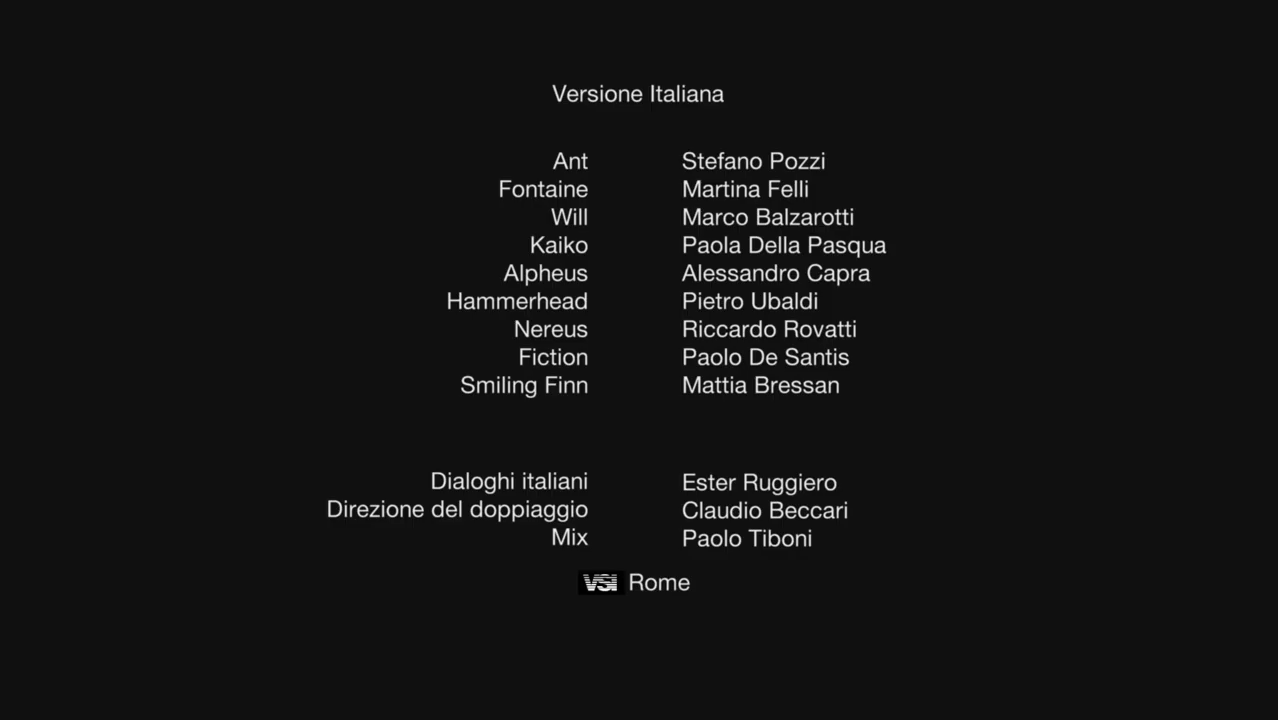 Versione Italiana
Ant Stefano Pozzi
Fontaine Martina Felli
Will Marco Balzarotti
Kaiko Paola Della Pasqua
Alpheus Alessandro Capra
Hammerhead Pietro Ubaldi
Nereus Riccardo Rovatti
Fiction Paolo De Santis
Smiling Finn Mattia Bressan
Dialoghi italiani Ester Ruggiero
Direzione del doppiaggio Claudio Beccari
Mix Paolo Tiboni
VSI Rome